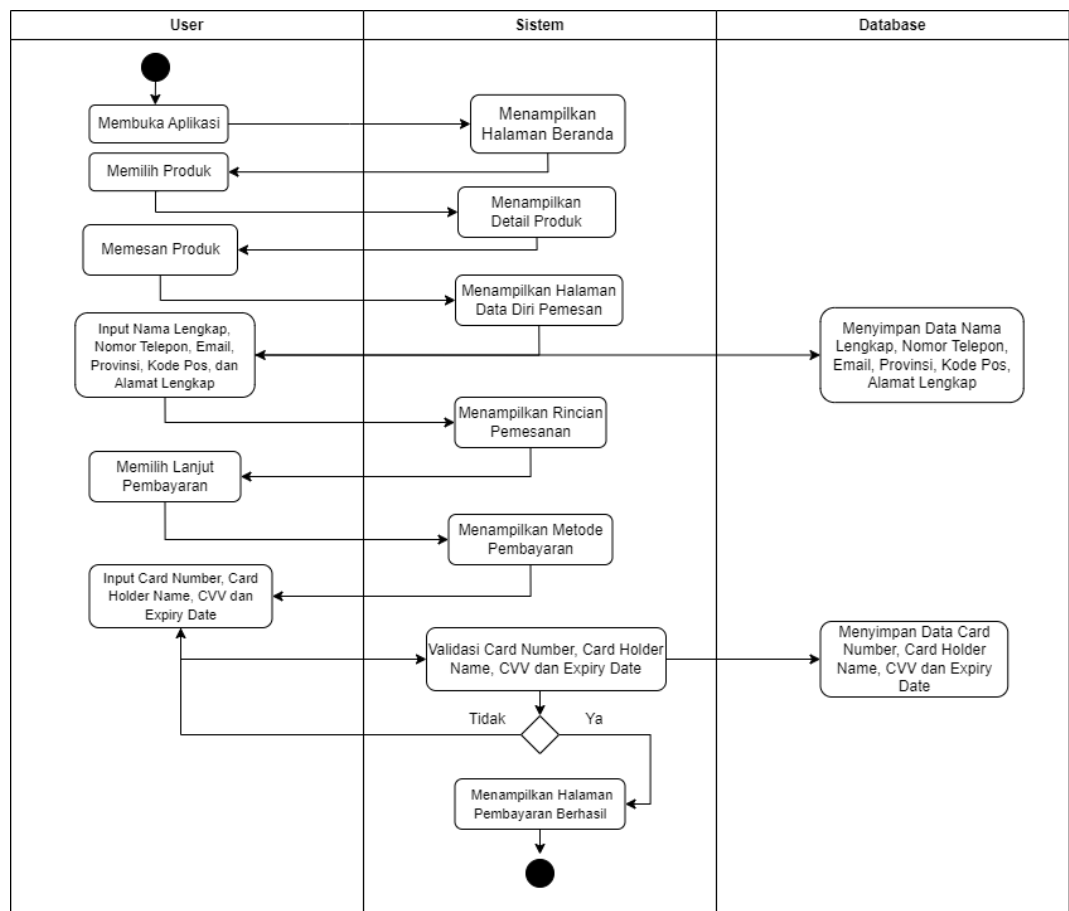 User
Sistem
Database
Membuka Aplikasi
Menampilkan
Halaman Beranda
Memilih Produk
Menampilkan
Detail Produk
Memesan Produk
Menampilkan Halaman
Data Diri Pemesan
Input Nama Lengkap,
Nomor Telepon, Email,
Provinsi, Kode Pos, dan
Alamat Lengkap
Menyimpan Data Nama
Lengkap, Nomor Telepon,
Email, Provinsi, Kode Pos,
Alamat Lengkap
Menampilkan Rincian
Pemesanan
Memilih Lanjut
Pembayaran
Menampilkan Metode
Pembayaran
Input Card Number, Card
Holder Name, CVV dan
Expiry Date
Validasi Card Number, Card Holder
Name, CVV dan Expiry Date
Menyimpan Data Card
Number, Card Holder
Name, CVV dan Expiry
Date
Tidak
Ya
Menampilkan Halaman
Pembayaran Berhasil